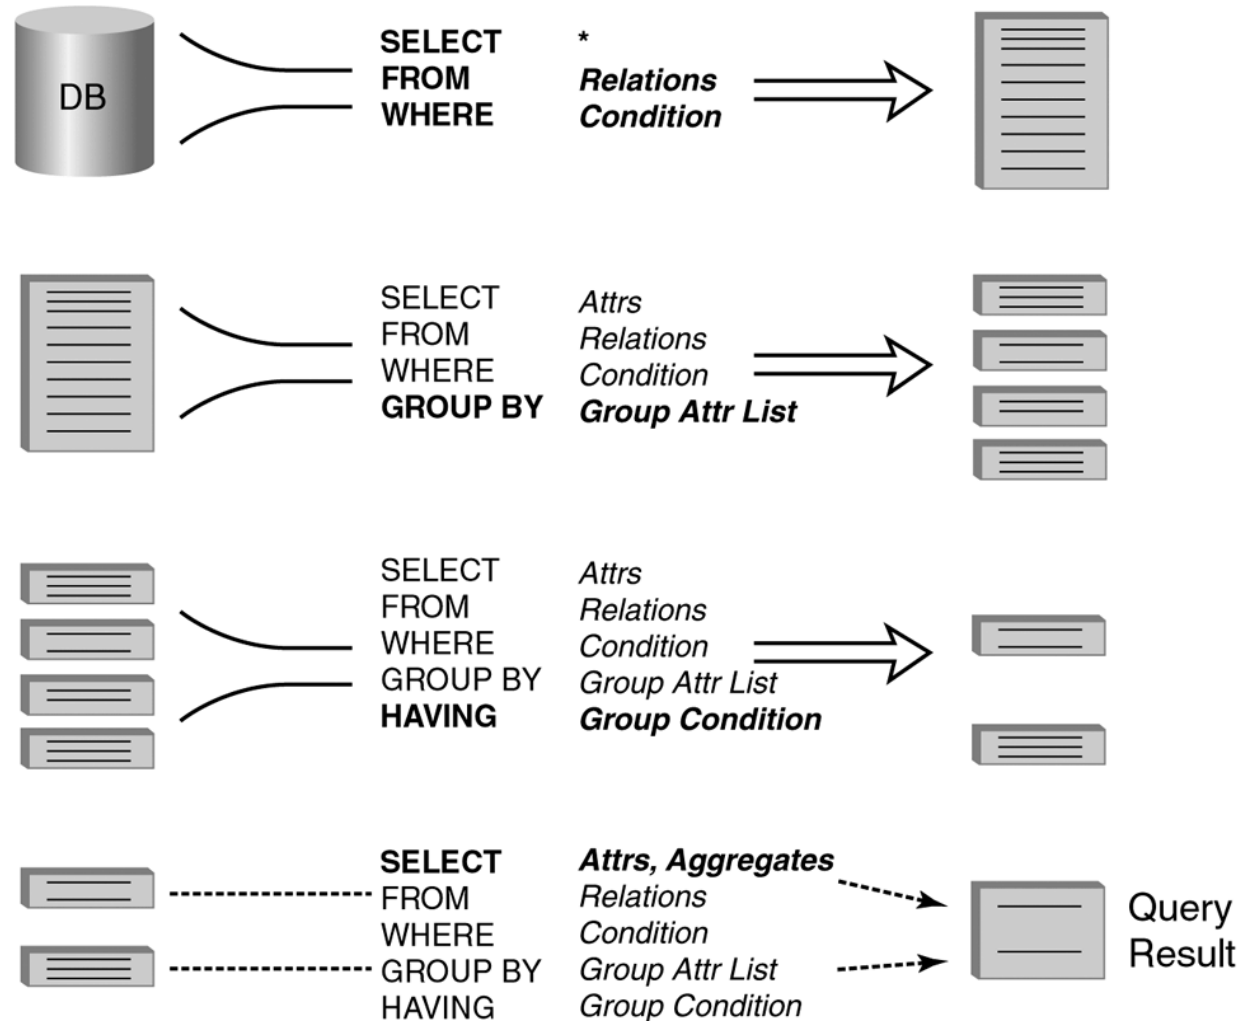 DB
SELECT *
FROM Relations
WHERE Condition
SELECT Attrs
FROM Relations
WHERE Condition
GROUP BY Group Attr List
SELECT Attrs
FROM Relations
WHERE Condition
GROUP BY Group Attr List
HAVING Group Condition
SELECT Attrs, Aggregates
FROM Relations
WHERE Condition
GROUP BY Group Attr List
HAVING Group Condition
Query
Result